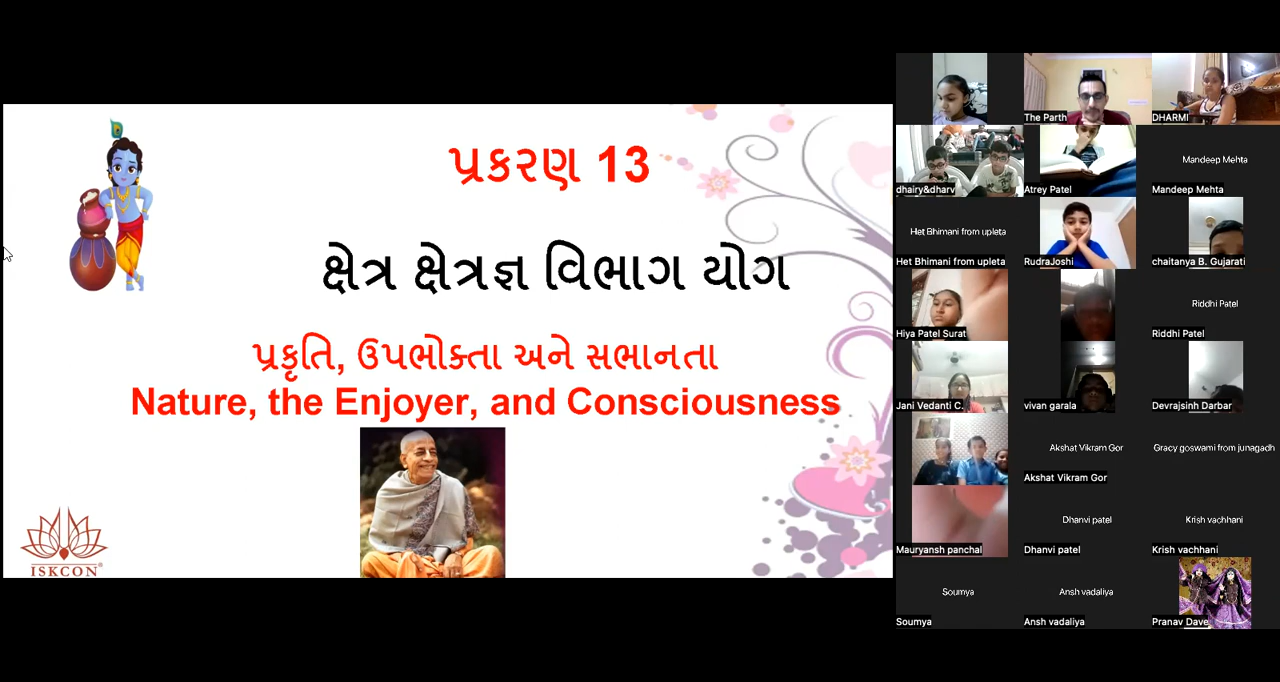 પ્રકરણ 13
ક્ષેત્ર ક્ષેત્રજ્ઞ વિભાગ યોગ
પ્રકૃતિ, ઉપભોક્તા અને સભાનતા
Nature, the Enjoyer, and Consciousness
ISKCON®
The Parth
DHARMI
dhairy&dharv
Atrey Patel
Mandeep Mehta
Mandeep Mehta
Het Bhimani from upleta
Het Bhimani from upleta
RudraJoshi
chaitanya B. Gujarati
Hiya Patel Surat
Riddhi Patel
Riddhi Patel
Jani Vedanti C.
vivan garala
Devrajsinh Darbar
Akshat Vikram Gor
Akshat Vikram Gor
Gracy goswami from junagadh
Mauryansh panchal
Dhanvi patel
Dhanvi patel
Krish vachhani
Krish vachhani
Soumya
Soumya
Ansh vadaliya
Ansh vadaliya
Pranav Dave